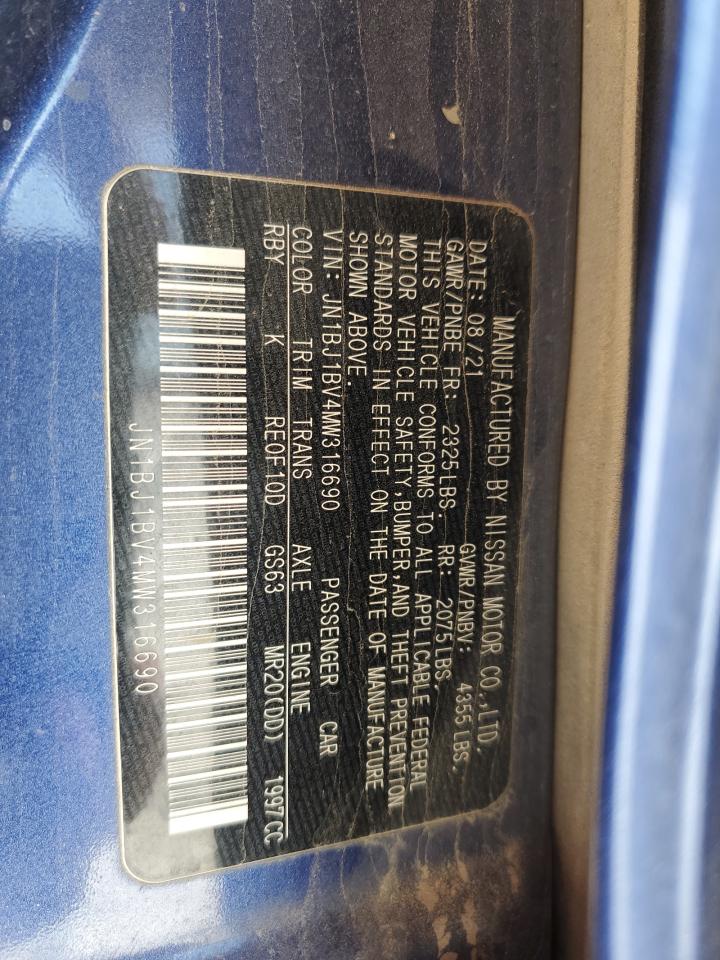 MANUFACTURED BY NISSAN MOTOR CO.,LTD.
DATE: 08/21 GVWR/PNBV: 4355 LBS,
GAWR/PNBE FR: 2325LBS, RR: 2075LBS,
THIS VEHICLE CONFORMS TO ALL APPLICABLE FEDERAL
MOTOR VEHICLE SAFETY,BUMPER,AND THEFT PREVENTION
STANDARDS IN EFFECT ON THE DATE OF MANUFACTURE
SHOWN ABOVE.
VIN: JN1BJ1BV4MW316690 PASSENGER CAR
COLOR TRIM TRANS AXLE ENGINE
RBY K RE0F10D GS63 MR20(DD) 1997CC
JN1BJ1BV4MW316690